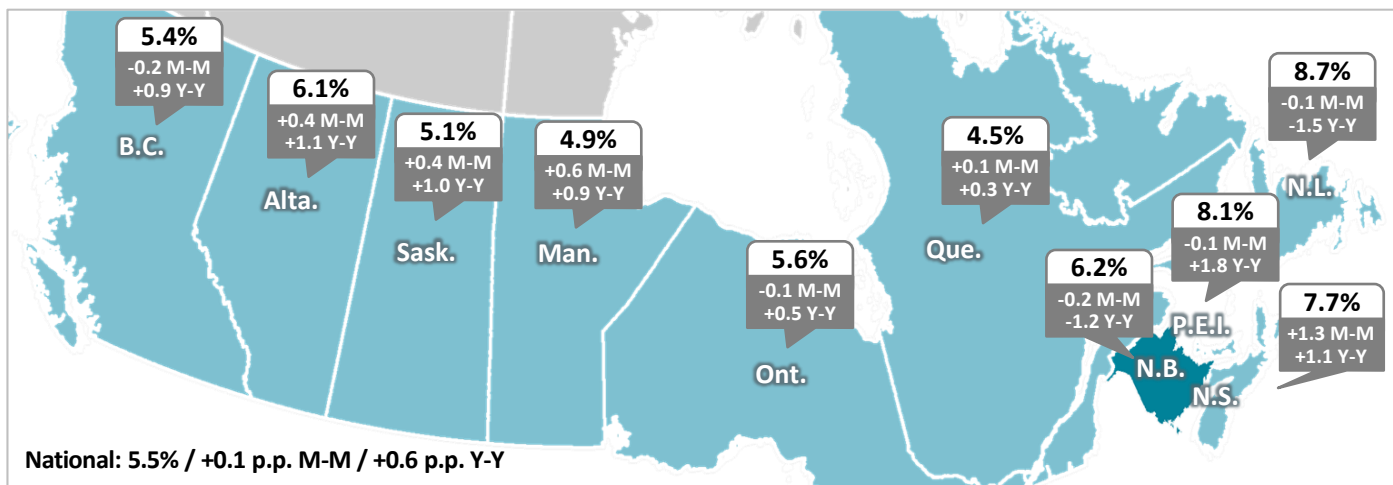 5.4%
-0.2 M-M
+0.9 Y-Y
B.C.
6.1%
+0.4 M-M
+1.1 Y-Y
Alta.
5.1%
+0.4 M-M
+1.0 Y-Y
Sask.
4.9%
+0.6 M-M
+0.9 Y-Y
Man.
5.6%
-0.1 M-M
+0.5 Y-Y
Ont.
4.5%
+0.1 M-M
+0.3 Y-Y
Que.
6.2%
-0.2 M-M
-1.2 Y-Y
N.B.
8.1%
-0.1 M-M
+1.8 Y-Y
P.E.I.
8.7%
-0.1 M-M
-1.5 Y-Y
N.L.
7.7%
+1.3 M-M
+1.1 Y-Y
N.S.
National: 5.5% / +0.1 p.p. M-M / +0.6 p.p. Y-Y